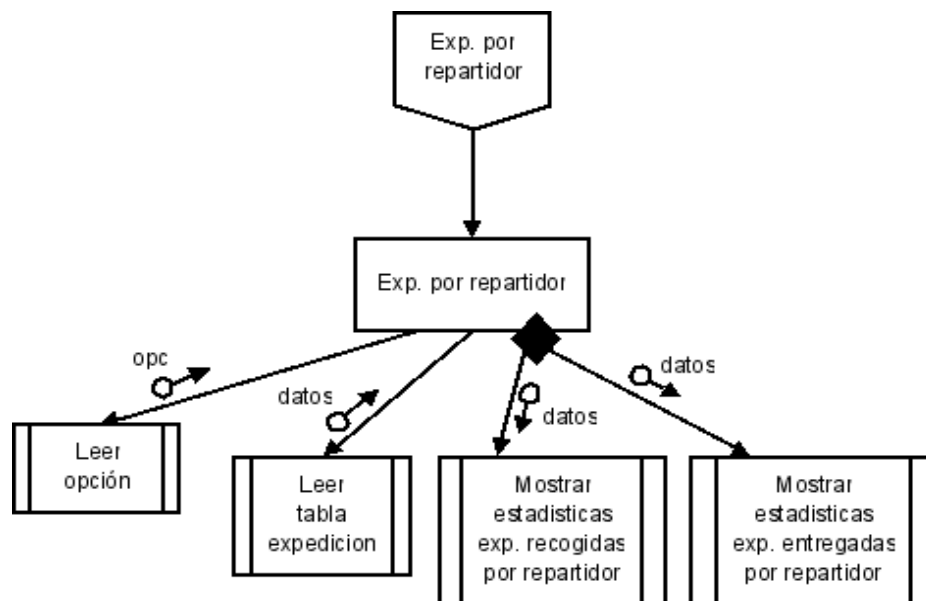 Exp. por
repartidor
Exp. por repartidor
opc
datos
datos
datos
Leer
opción
Leer
tabla
expedicion
Mostrar
estadisticas
exp. recogidas
por repartidor
Mostrar
estadisticas
exp. entregadas
por repartidor